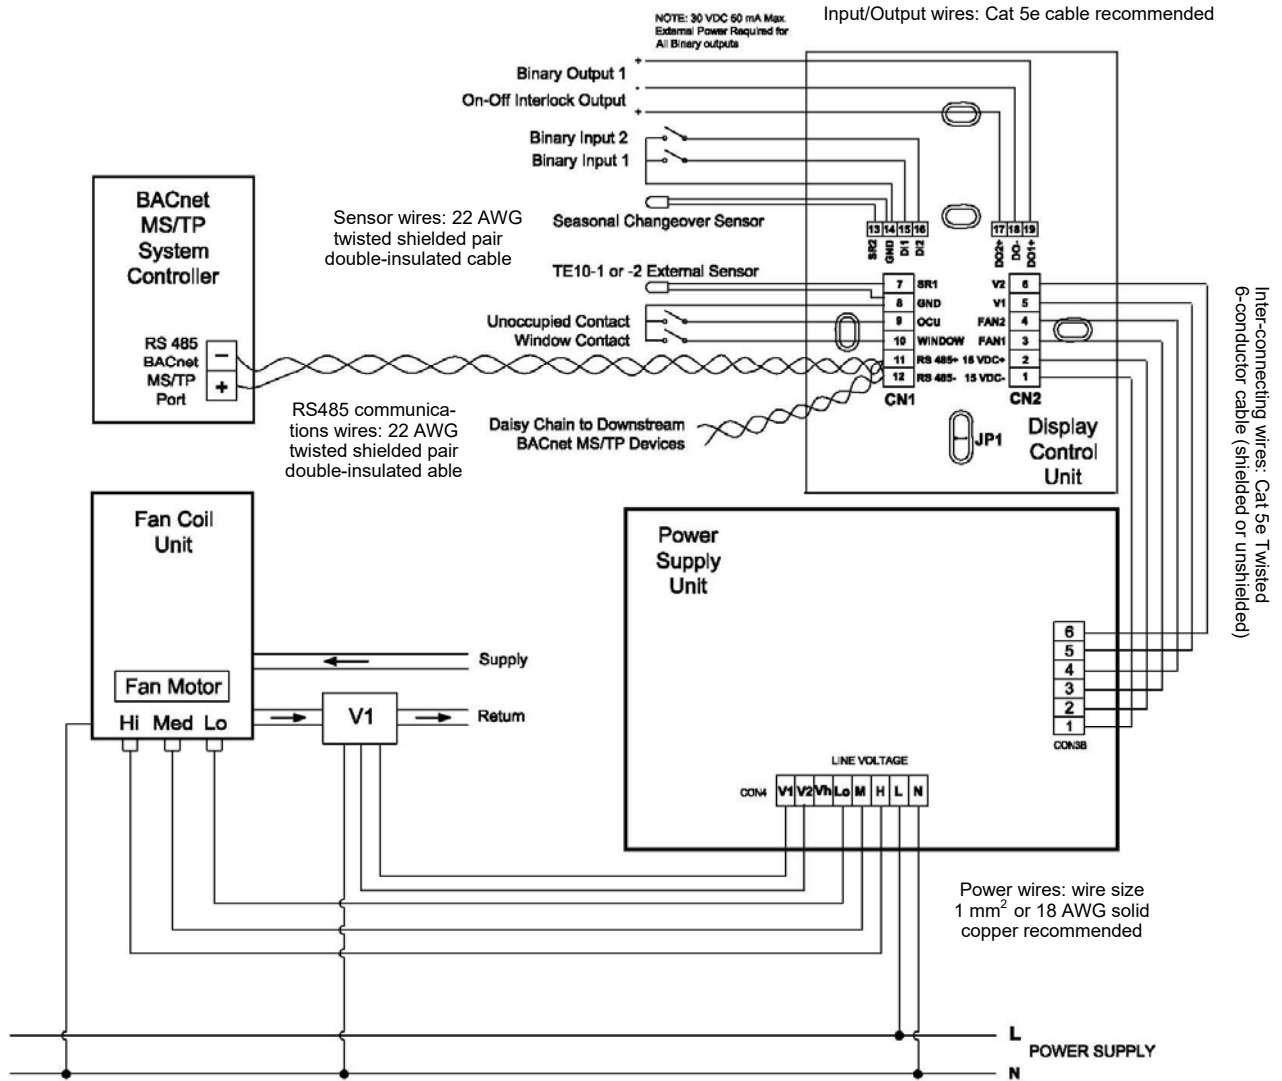 NOTE: 30 VDC 50 mA Max.
External Power Required for
All Binary outputs
Input/Output wires: Cat 5e cable recommended
+
Binary Output 1
-
On-Off Interlock Output
+
Binary Input 2
Binary Input 1
BACnet
MS/TP
System
Controller
Sensor wires: 22 AWG
twisted shielded pair
double-insulated cable
Seasonal Changeover Sensor
13 14 15 16
SR2
GND
DI1
DI2
17 18 19
DO2+
DO-
DO1+
TE10-1 or -2 External Sensor
7 SR1
8 GND
Unoccupied Contact
9 OCU
Window Contact
10 WINDOW
11 RS 485+
12 RS 485-
CN1
V2 6
V1 5
FAN2 4
FAN1 3
15 VDC+ 2
15 VDC- 1
CN2
Inter-connecting wires: Cat 5e Twisted
6-conductor cable (shielded or unshielded)
RS 485
BACnet
MS/TP
Port
−
+
RS485 communica-
tions wires: 22 AWG
twisted shielded pair
double-insulated able
Daisy Chain to Downstream
BACnet MS/TP Devices
JP1
Display
Control
Unit
Fan Coil
Unit
Power
Supply
Unit
Supply
Fan Motor
Hi Med Lo
V1
Return
6
5
4
3
2
1
CON3B
LINE VOLTAGE
CON4 V1 V2 Vh Lo M H L N
Power wires: wire size
1 mm² or 18 AWG solid
copper recommended
L
POWER SUPPLY
N